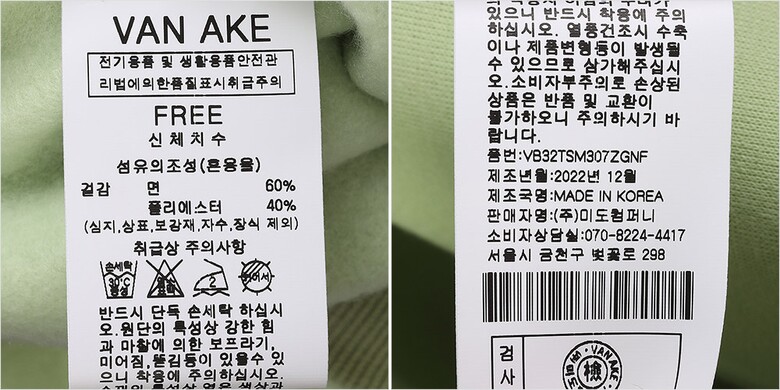 VAN AKE
전기용품 및 생활용품안전관
리법에의한품질표시취급주의
FREE
신체치수
섬유의조성(혼용율)
겉감 면 60%
폴리에스터 40%
(심지,상표,보강재,자수,장식 제외)
취급상 주의사항
손세탁
30℃
중성
2
반드시 단독 손세탁 하십시
오.원단의 특성상 강한 힘
과 마찰에 의한 보프라기,
미어짐,뜯김등이 있을수 있
으니 착용에 주의하십시오.
있으니 반드시 착용에 주의
하십시오. 열풍건조시 수축
이나 제품변형등이 발생될
수 있으므로 삼가해주십시
오.소비자부주의로 손상된
상품은 반품 및 교환이
불가하오니 주의하시기 바
랍니다.
품번:VB32TSM307ZGNF
제조년월:2022년 12월
제조국명:MADE IN KOREA
판매자명:(주)미도컴퍼니
소비자상담실:070-8224-4417
서울시 금천구 벚꽃로 298
검사
VAN AKE
檢